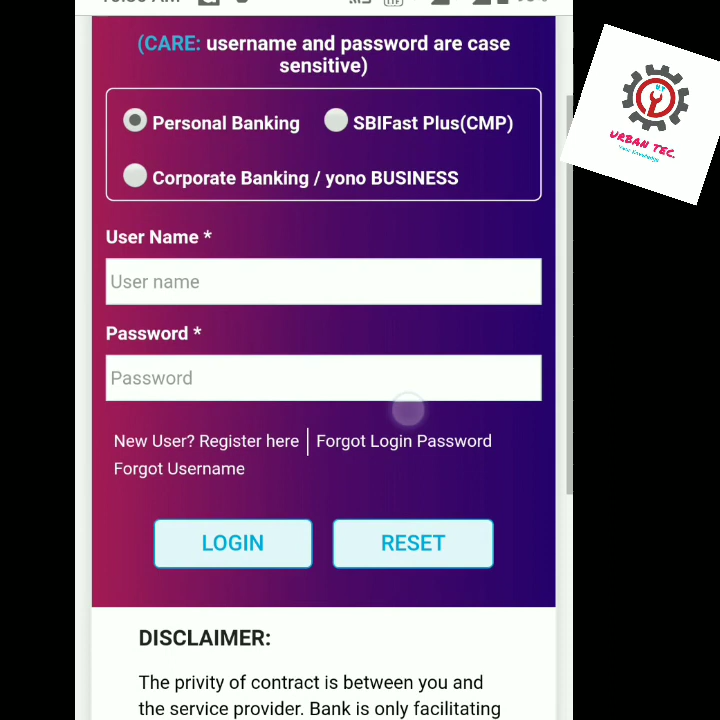 (CARE: username and password are case
sensitive)
Personal Banking
SBIFast Plus(CMP)
Corporate Banking / yono BUSINESS
User Name *
User name
Password *
Password
New User? Register here
Forgot Login Password
Forgot Username
LOGIN
RESET
DISCLAIMER:
The privity of contract is between you and
the service provider. Bank is only facilitating
URBAN TEC.